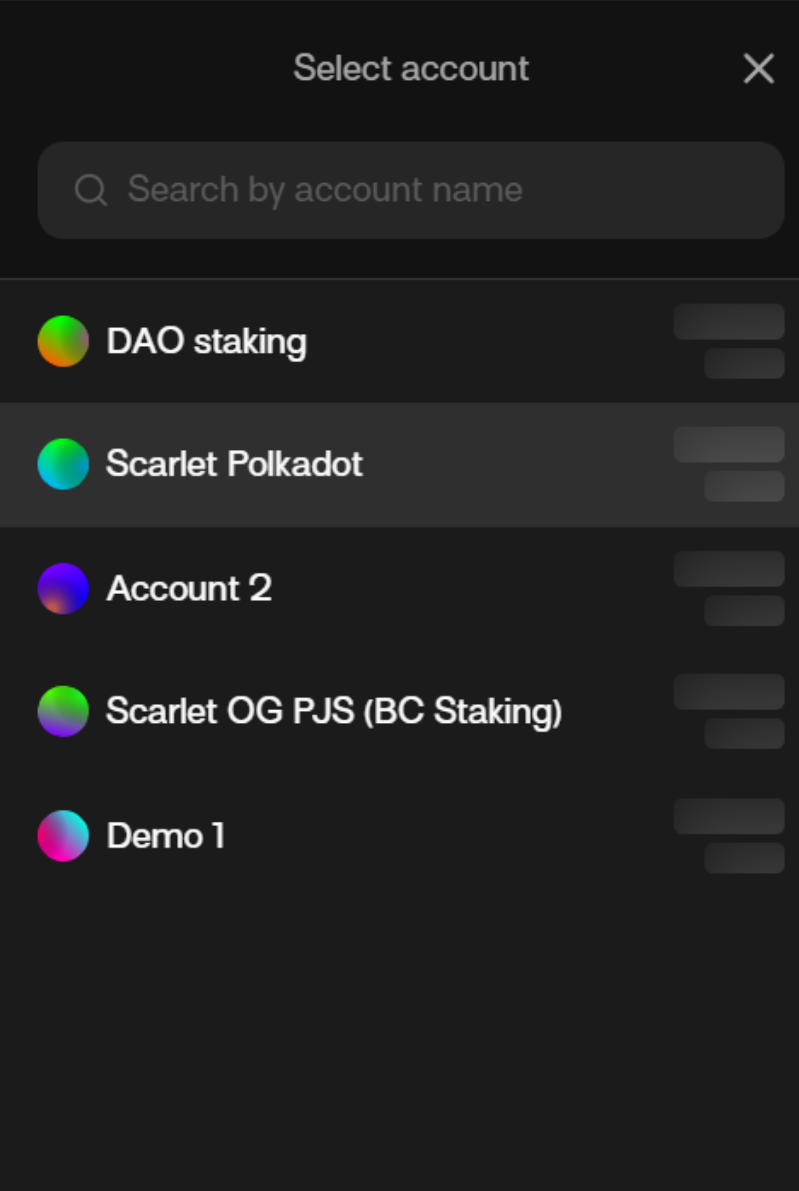 Select account
Search by account name
DAO staking
Scarlet Polkadot
Account 2
Scarlet OG PJS (BC Staking)
Demo 1